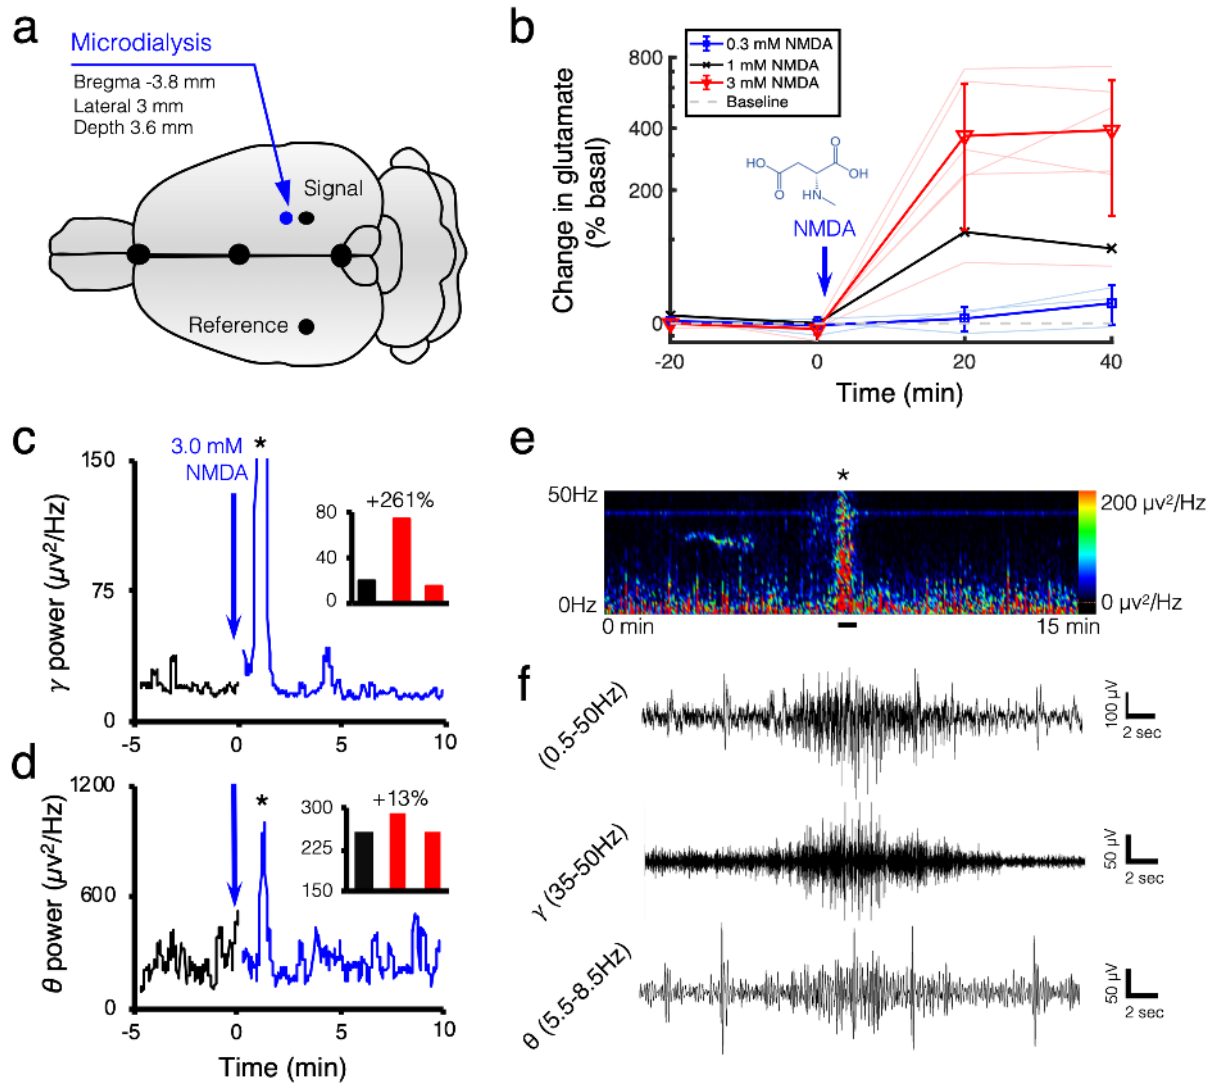 a
Microdialysis
Bregma -3.8 mm
Lateral 3 mm
Depth 3.6 mm
Signal
Reference
b
0.3 mM NMDA
1 mM NMDA
3 mM NMDA
Baseline
Change in glutamate
(% basal)
800
400
200
0
HO
O
O
OH
HN
NMDA
-20
0
20
40
Time (min)
c
3.0 mM
NMDA
*
γ power (µv²/Hz)
150
75
0
+261%
80
40
0
-5
0
5
10
d
*
θ power (µv²/Hz)
1200
600
0
+13%
300
225
150
-5
0
5
10
Time (min)
e
*
50Hz
0Hz
0 min
15 min
200 µv²/Hz
0 µv²/Hz
f
(0.5-50Hz)
100 µV
2 sec
γ (35-50Hz)
50 µV
2 sec
θ (5.5-8.5Hz)
50 µV
2 sec